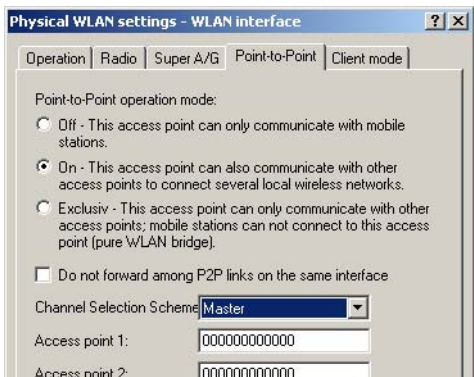 Physical WLAN settings - WLAN interface
Operation Radio Super A/G Point-to-Point Client mode
Point-to-Point operation mode:
Off - This access point can only communicate with mobile
stations.
On - This access point can also communicate with other
access points to connect several local wireless networks.
Exclusiv - This access point can only communicate with other
access points; mobile stations can not connect to this access
point (pure WLAN bridge).
Do not forward among P2P links on the same interface
Channel Selection Scheme Master
Access point 1: 000000000000
Access point 2: 000000000000